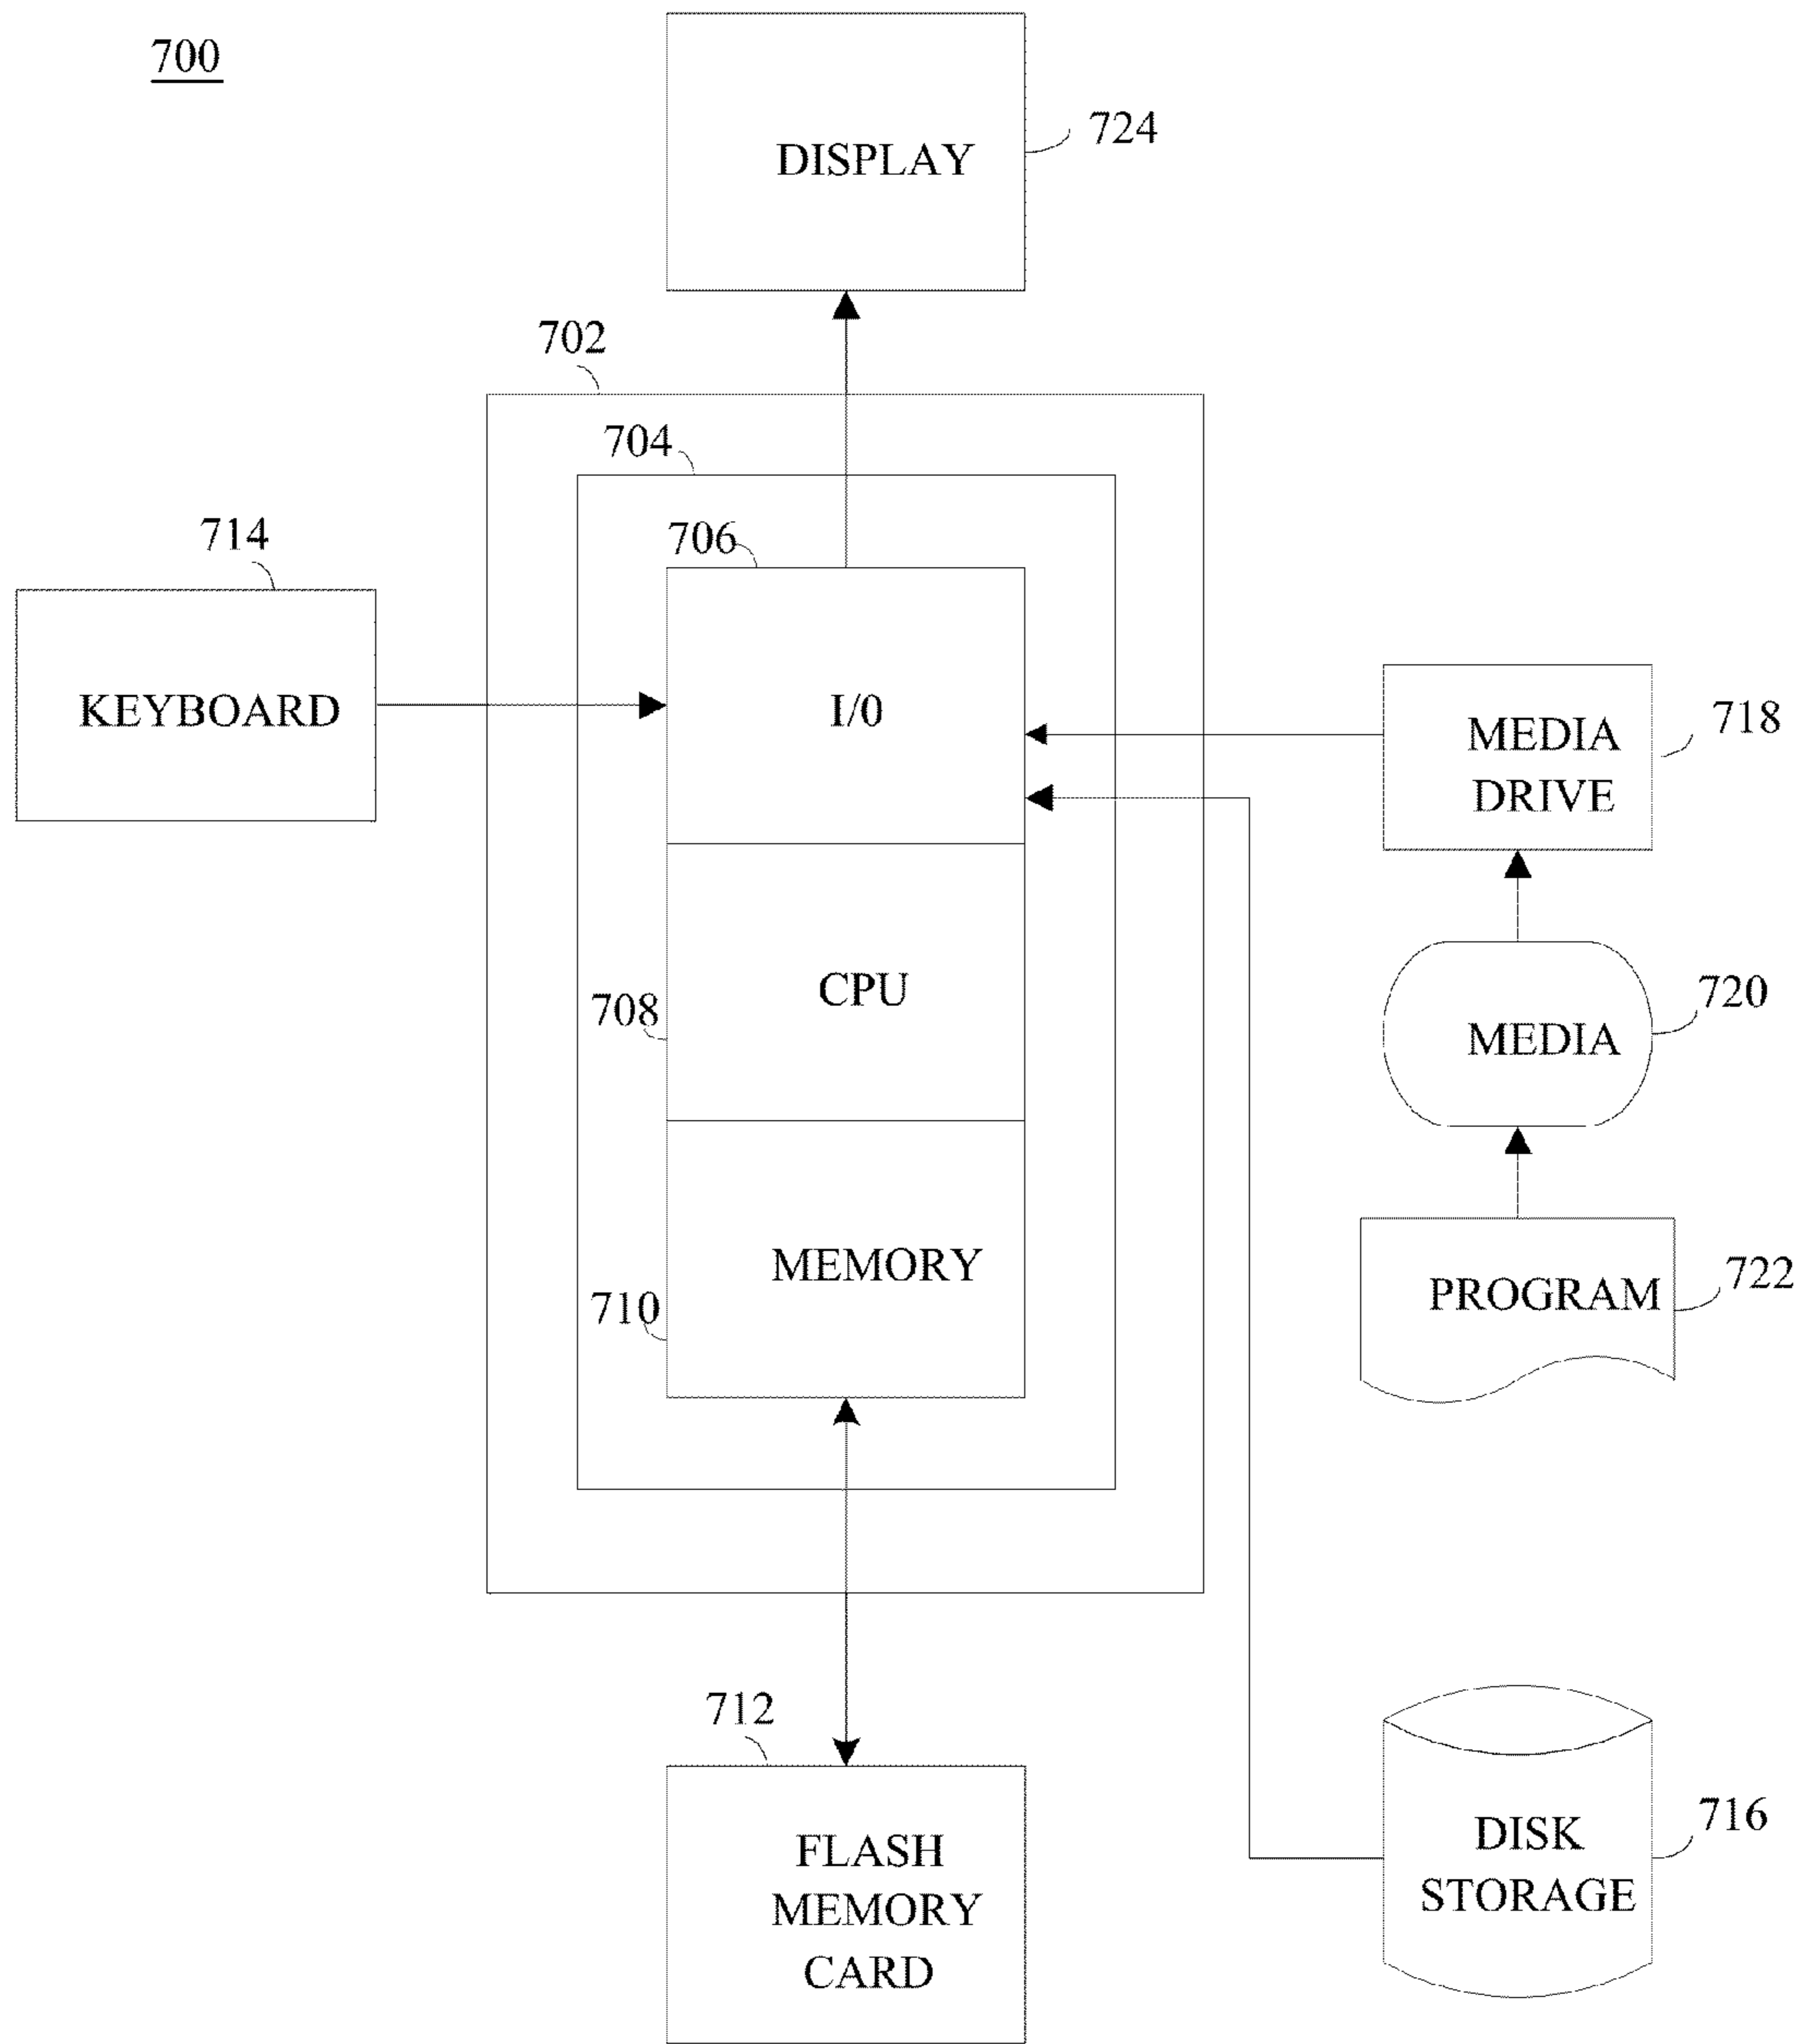 700
DISPLAY
724
702
704
714
706
KEYBOARD
I/0
MEDIA
DRIVE
718
708
CPU
MEDIA
720
MEMORY
710
PROGRAM
722
712
FLASH
MEMORY
CARD
DISK
STORAGE
716